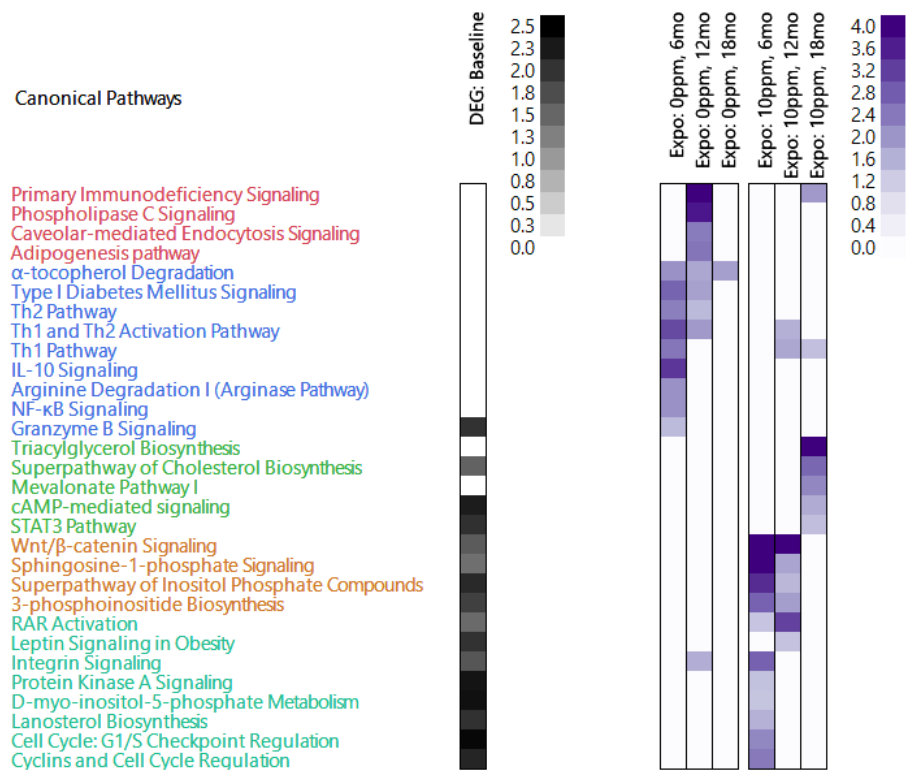 Canonical Pathways
DEG: Baseline
2.5
2.3
2.0
1.8
1.5
1.3
1.0
0.8
0.5
0.3
0.0
Expo: 0ppm, 6mo
Expo: 0ppm, 12mo
Expo: 0ppm, 18mo
Expo: 10ppm, 6mo
Expo: 10ppm, 12mo
Expo: 10ppm, 18mo
4.0
3.6
3.2
2.8
2.4
2.0
1.6
1.2
0.8
0.4
0.0
Primary Immunodeficiency Signaling
Phospholipase C Signaling
Caveolar-mediated Endocytosis Signaling
Adipogenesis pathway
α-tocopherol Degradation
Type I Diabetes Mellitus Signaling
Th2 Pathway
Th1 and Th2 Activation Pathway
Th1 Pathway
IL-10 Signaling
Arginine Degradation I (Arginase Pathway)
NF-κB Signaling
Granzyme B Signaling
Triacylglycerol Biosynthesis
Superpathway of Cholesterol Biosynthesis
Mevalonate Pathway I
cAMP-mediated signaling
STAT3 Pathway
Wnt/β-catenin Signaling
Sphingosine-1-phosphate Signaling
Superpathway of Inositol Phosphate Compounds
3-phosphoinositide Biosynthesis
RAR Activation
Leptin Signaling in Obesity
Integrin Signaling
Protein Kinase A Signaling
D-myo-inositol-5-phosphate Metabolism
Lanosterol Biosynthesis
Cell Cycle: G1/S Checkpoint Regulation
Cyclins and Cell Cycle Regulation